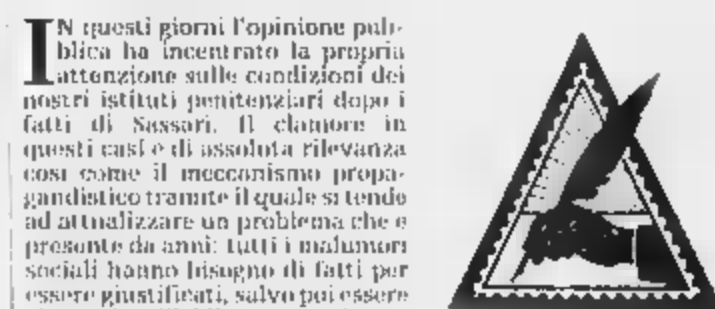 IN questi giorni l'opinione pub-
blica ha incentrato la propria
attenzione sulle condizioni dei
nostri istituti penitenziari dopo i
fatti di Sassari. Il clamore in
questi casi è di assoluta rilevanza
così come il meccanismo propa-
gandistico tramite il quale si tende
ad attualizzare un problema che è
presente da anni: tutti i malumori
sociali hanno bisogno di fatti per
essere giustificati, salvo poi essere